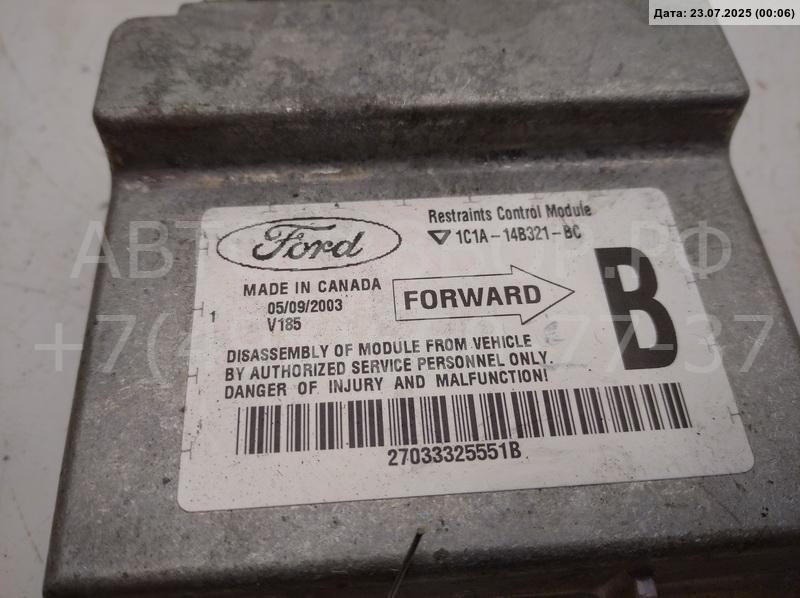 Дата: 23.07.2025 (00:06)
Ford
Restraints Control Module
1C1A-14B321-BC
MADE IN CANADA
05/09/2003
V185
FORWARD
B
1
DISASSEMBLY OF MODULE FROM VEHICLE
BY AUTHORIZED SERVICE PERSONNEL ONLY.
DANGER OF INJURY AND MALFUNCTION!
27033325551B